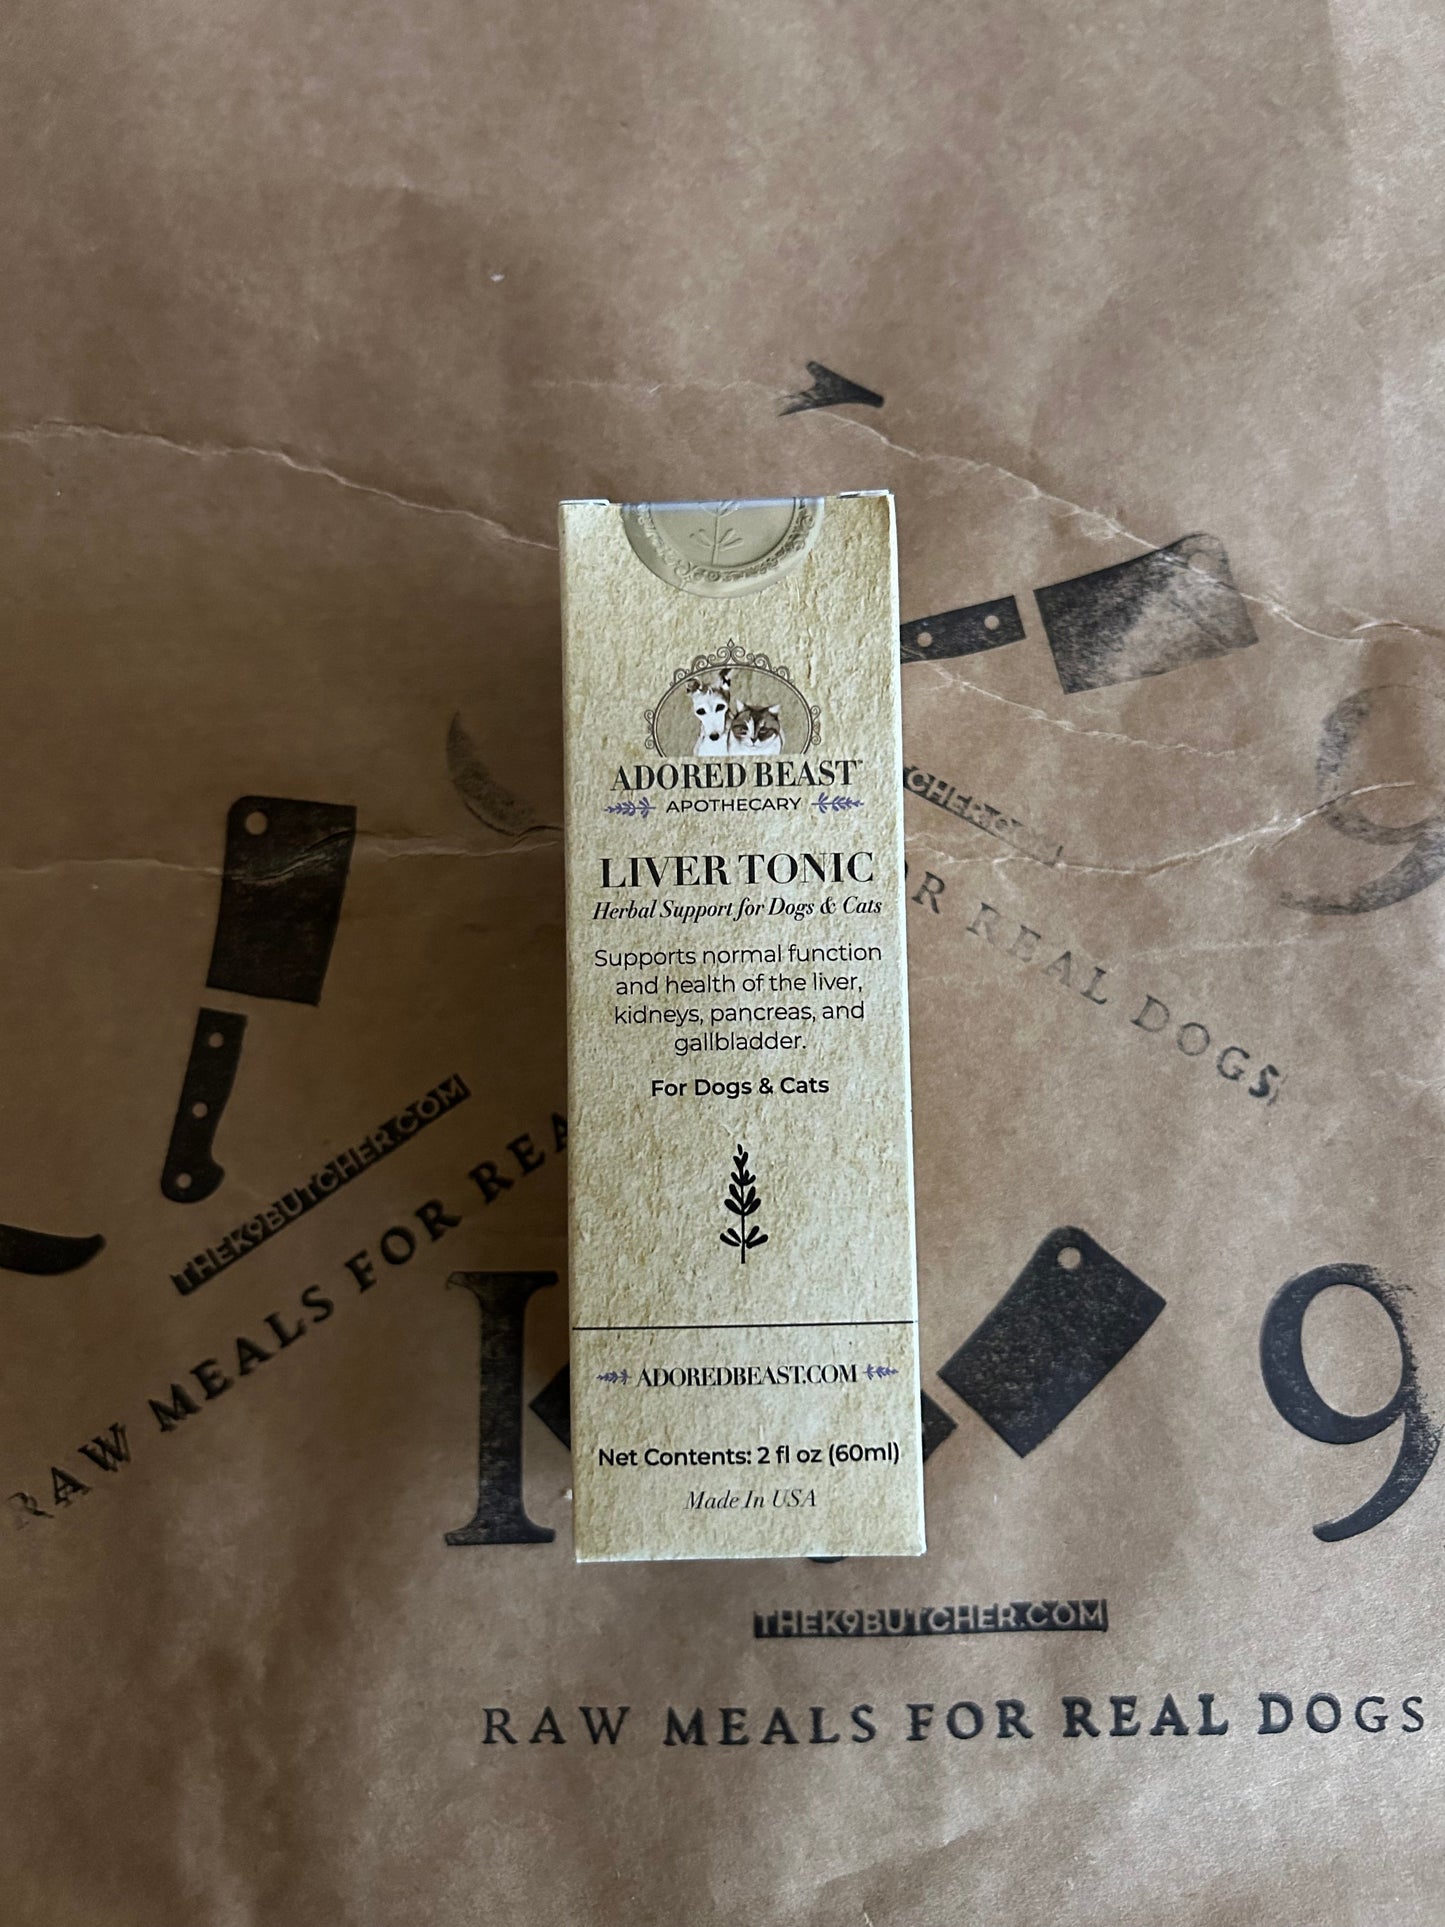 ADORED BEAST
APOTHECARY
LIVER TONIC
Herbal Support for Dogs & Cats
Supports normal function
and health of the liver,
kidneys, pancreas, and
gallbladder.
For Dogs & Cats
ADOREDBEAST.COM
Net Contents: 2 fl oz (60ml)
Made In USA
REAL DOGS
THEK9BUTCHER.COM
RAW MEALS FOR
9
THEK9BUTCHER.COM
RAW MEALS FOR REAL DOGS